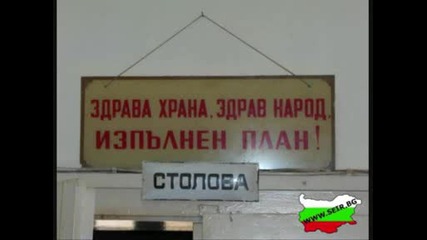 ЗДРАВА ХРАНА, ЗДРАВ НАРОД,
ИЗПЪЛНЕН ПЛАН!
СТОЛОВА
WWW.SEIR.BG